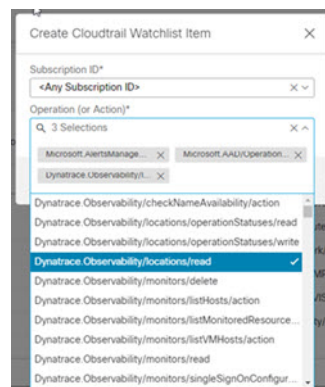 Create Cloudtrail Watchlist Item
Subscription ID*
<Any Subscription ID>
Operation (or Action)*
3 Selections
Microsoft.AlertsManage...
Microsoft.AAD/Operation...
Dynatrace.Observability/l...
Dynatrace.Observability/checkNameAvailability/action
Dynatrace.Observability/locations/operationStatuses/read
Dynatrace.Observability/locations/operationStatuses/write
Dynatrace.Observability/locations/read
Dynatrace.Observability/monitors/delete
Dynatrace.Observability/monitors/listHosts/action
Dynatrace.Observability/monitors/listMonitoredResource...
Dynatrace.Observability/monitors/listVMHosts/action
Dynatrace.Observability/monitors/read
Dynatrace.Observability/monitors/singleSignOnConfigur...